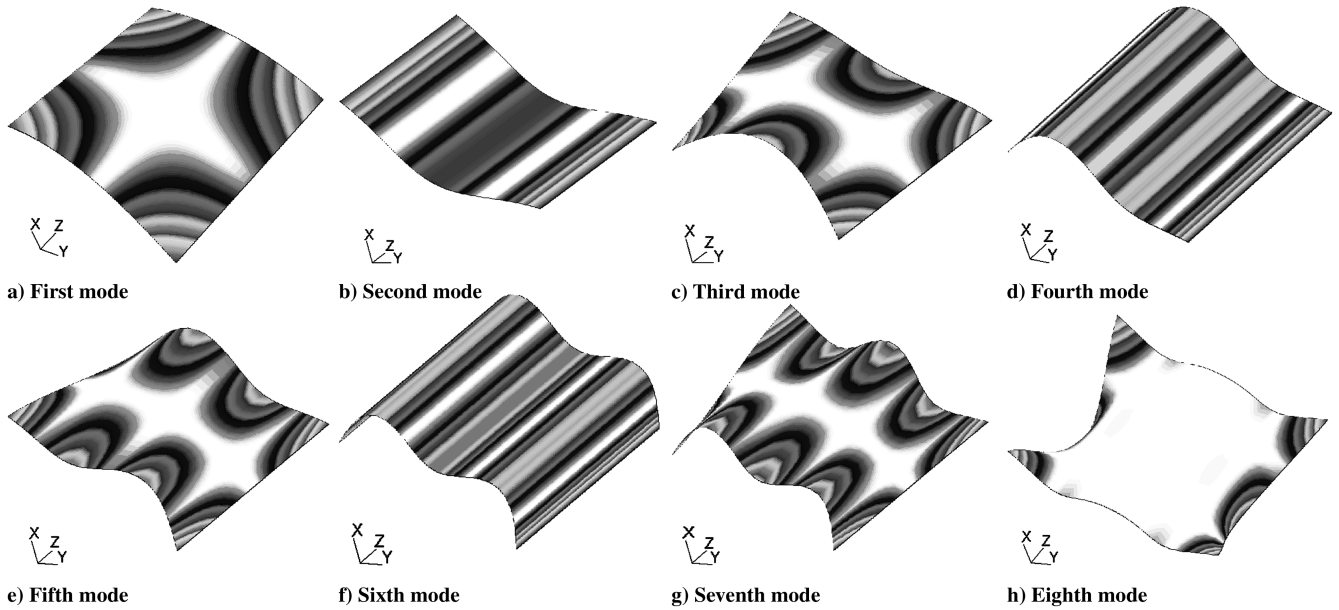 X Z Y
X Z Y
X Z Y
X Z Y
a) First mode
b) Second mode
c) Third mode
d) Fourth mode
X Z Y
X Z Y
X Z Y
X Z Y
e) Fifth mode
f) Sixth mode
g) Seventh mode
h) Eighth mode